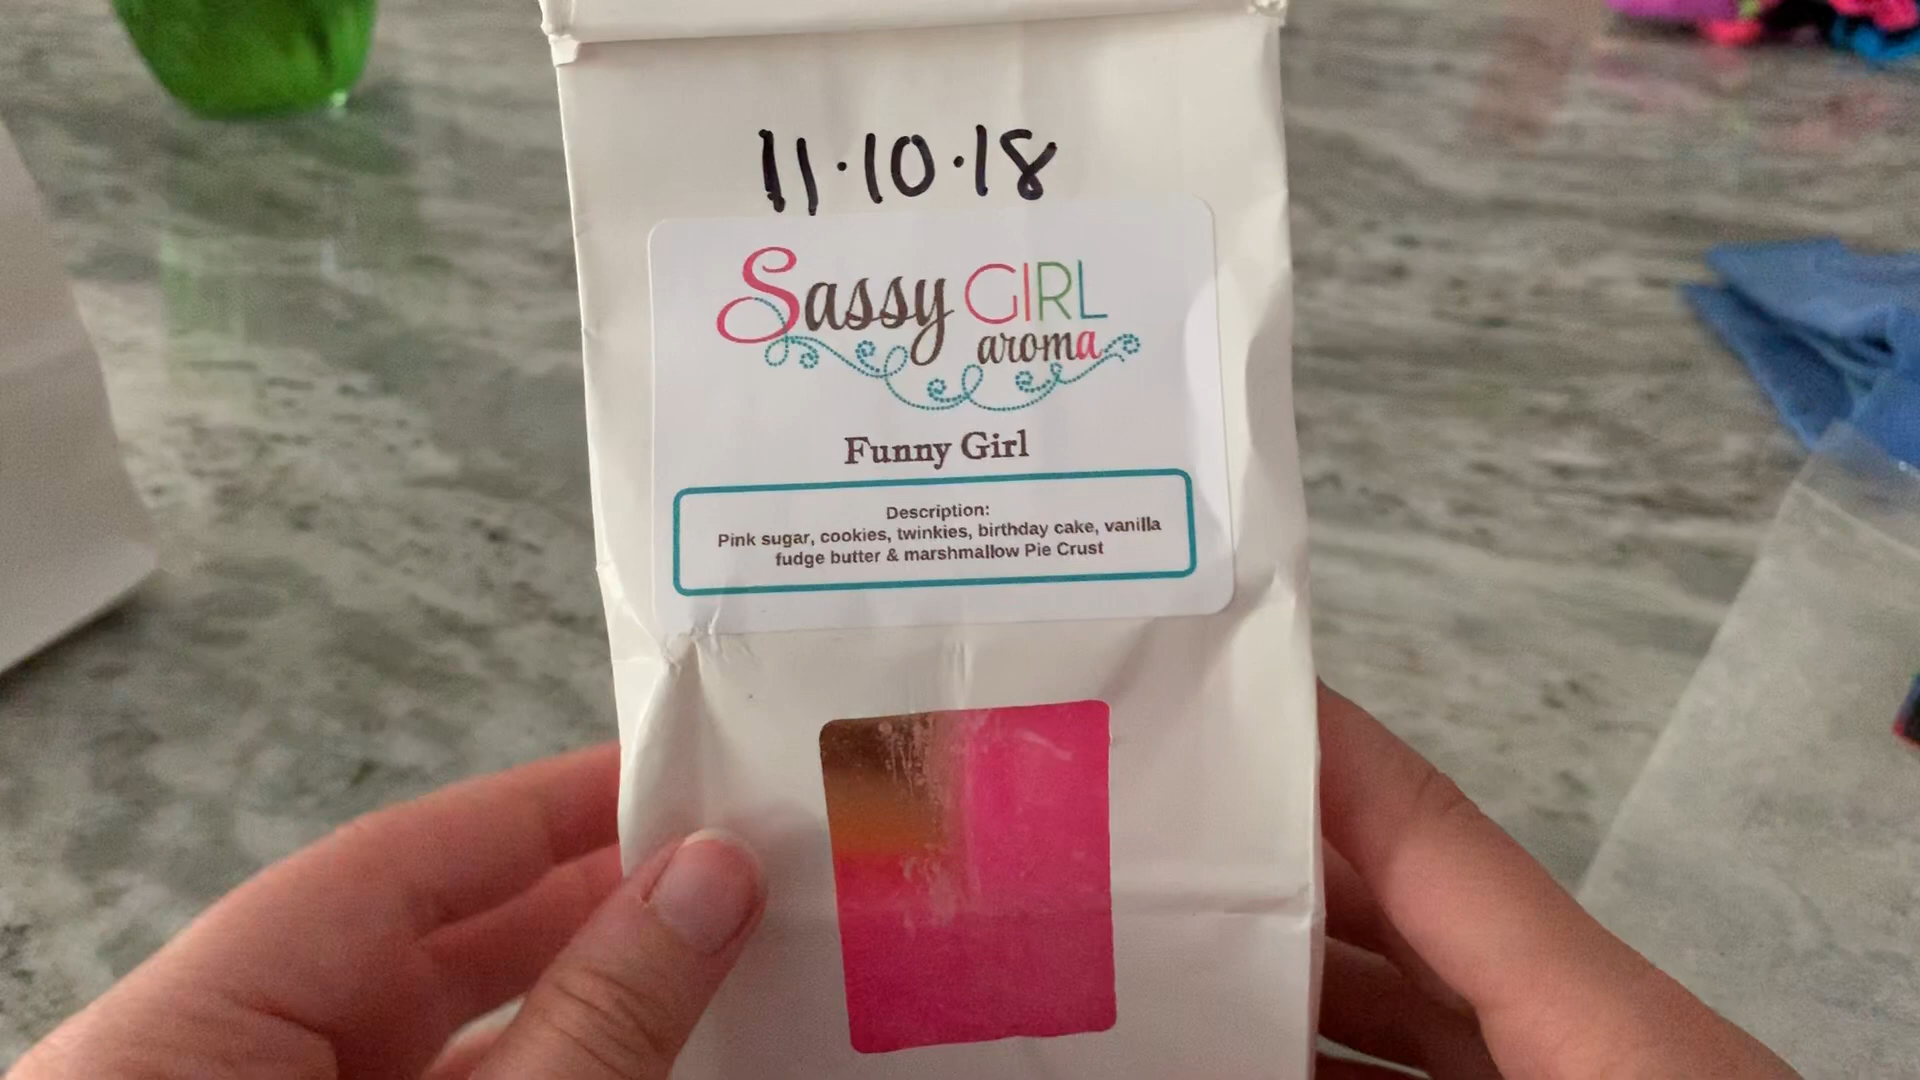 11·10·18
Sassy GIRL
aroma
Funny Girl
Description:
Pink sugar, cookies, twinkies, birthday cake, vanilla
fudge butter & marshmallow Pie Crust